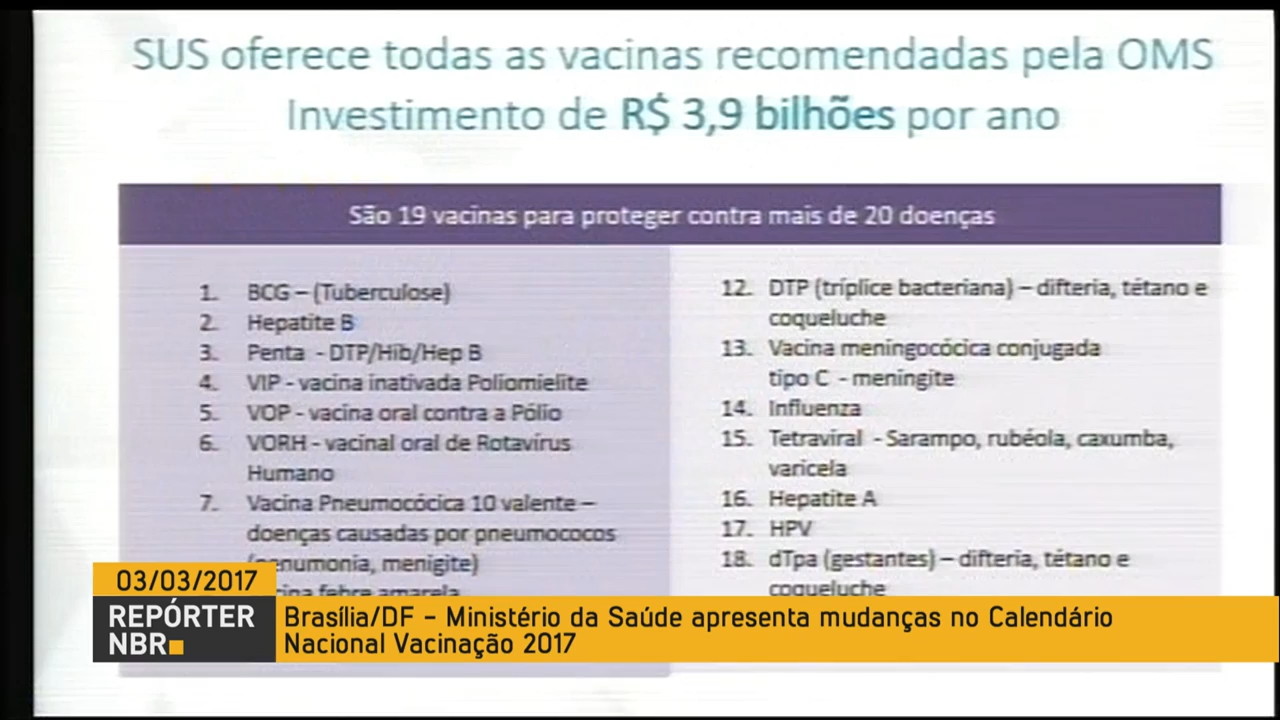 SUS oferece todas as vacinas recomendadas pela OMS
Investimento de R$ 3,9 bilhões por ano
São 19 vacinas para proteger contra mais de 20 doenças
1. BCG – (Tuberculose)
2. Hepatite B
3. Penta - DTP/Hib/Hep B
4. VIP - vacina inativada Poliomielite
5. VOP - vacina oral contra a Pólio
6. VORH - vacinal oral de Rotavírus
Humano
7. Vacina Pneumocócica 10 valente –
doenças causadas por pneumococos
menigite)
febre amarela
12. DTP (tríplice bacteriana) – difteria, tétano e
coqueluche
13. Vacina meningocócica conjugada
tipo C - meningite
14. Influenza
15. Tetraviral - Sarampo, rubéola, caxumba,
varicela
16. Hepatite A
17. HPV
18. dTpa (gestantes) – difteria, tétano e
coqueluche
03/03/2017
REPÓRTER
NBR
Brasília/DF - Ministério da Saúde apresenta mudanças no Calendário
Nacional Vacinação 2017